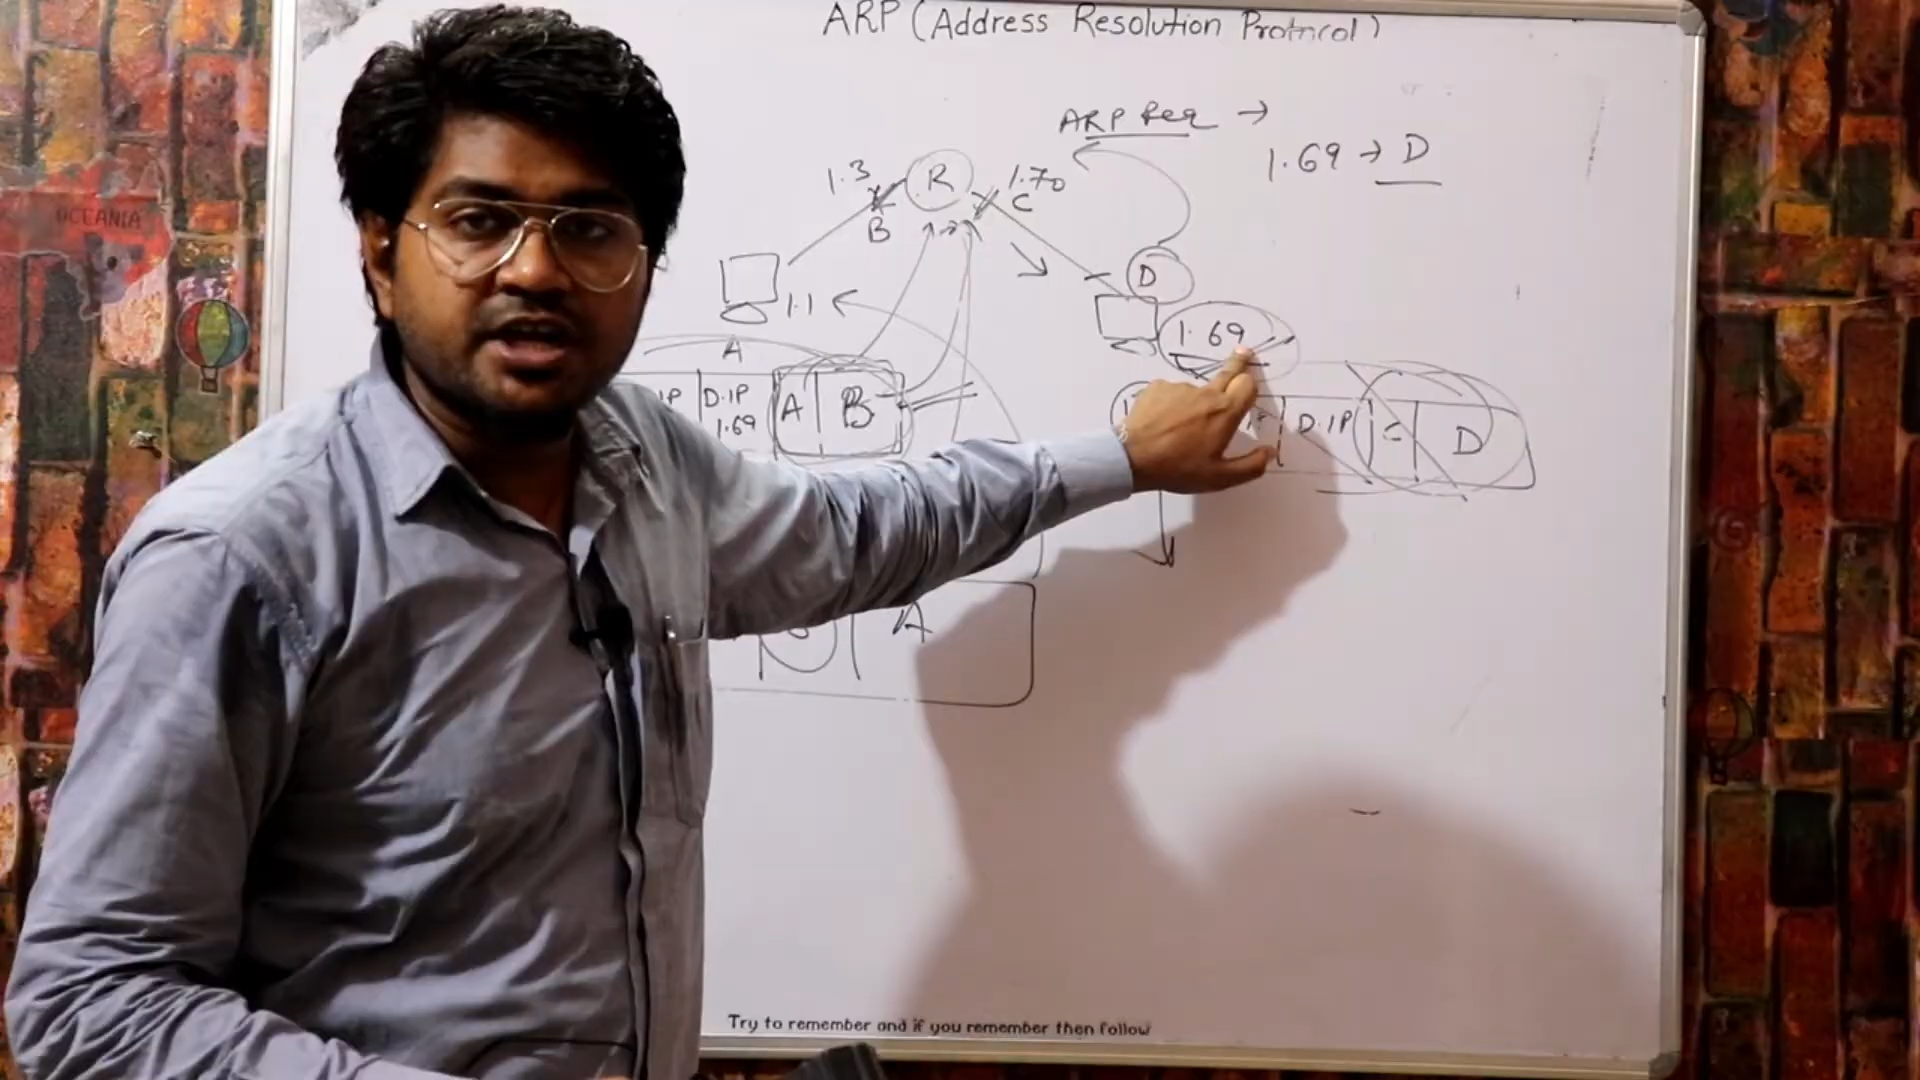 ARP (Address Resolution Protocol)
ARP Req →
1.69 → D
1.3
R
1.70
B
C
D
1.1
1.69
A
IP
D.IP
1.69
A
B
D.IP
C
D
A
Try to remember and if you remember then follow
OCEANIA